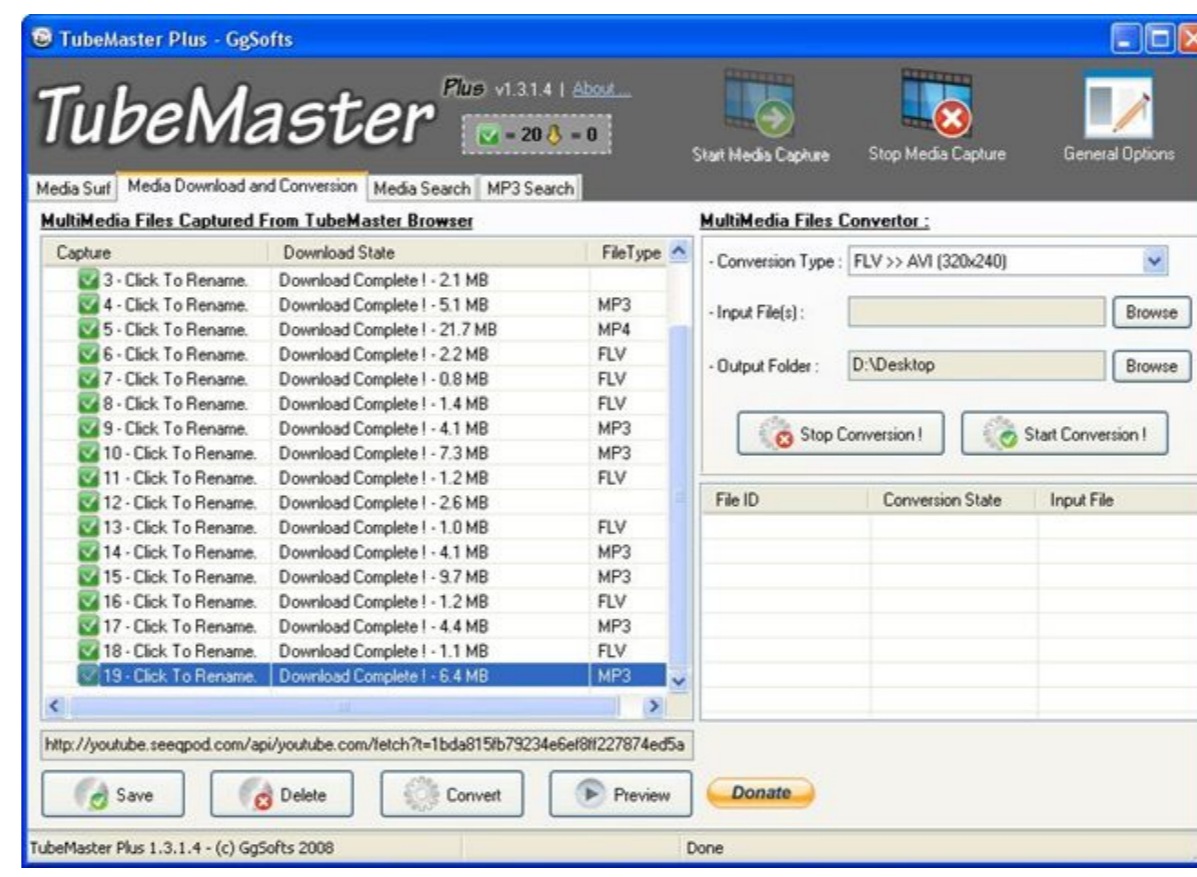 TubeMaster Plus - GgSofts
TubeMaster Plus v1.3.1.4 | About ...
= 20 = 0
Start Media Capture
Stop Media Capture
General Options
Media Surf Media Download and Conversion Media Search MP3 Search
MultiMedia Files Captured From TubeMaster Browser
Capture Download State FileType
3 - Click To Rename. Download Complete ! - 2.1 MB
4 - Click To Rename. Download Complete ! - 5.1 MB MP3
5 - Click To Rename. Download Complete ! - 21.7 MB MP4
6 - Click To Rename. Download Complete ! - 2.2 MB FLV
7 - Click To Rename. Download Complete ! - 0.8 MB FLV
8 - Click To Rename. Download Complete ! - 1.4 MB FLV
9 - Click To Rename. Download Complete ! - 4.1 MB MP3
10 - Click To Rename. Download Complete ! - 7.3 MB MP3
11 - Click To Rename. Download Complete ! - 1.2 MB FLV
12 - Click To Rename. Download Complete ! - 2.6 MB
13 - Click To Rename. Download Complete ! - 1.0 MB FLV
14 - Click To Rename. Download Complete ! - 4.1 MB MP3
15 - Click To Rename. Download Complete ! - 9.7 MB MP3
16 - Click To Rename. Download Complete ! - 1.2 MB FLV
17 - Click To Rename. Download Complete ! - 4.4 MB MP3
18 - Click To Rename. Download Complete ! - 1.1 MB FLV
19 - Click To Rename. Download Complete ! - 6.4 MB MP3
http://youtube.seeqpod.com/api/youtube.com/fetch?t=1bda815fb79234e6ef8ff227874ed5a
Save Delete Convert Preview Donate
MultiMedia Files Convertor :
- Conversion Type : FLV >> AVI (320x240)
- Input File(s) : Browse
- Output Folder : D:\Desktop Browse
Stop Conversion ! Start Conversion !
File ID Conversion State Input File
TubeMaster Plus 1.3.1.4 - (c) GgSofts 2008 Done